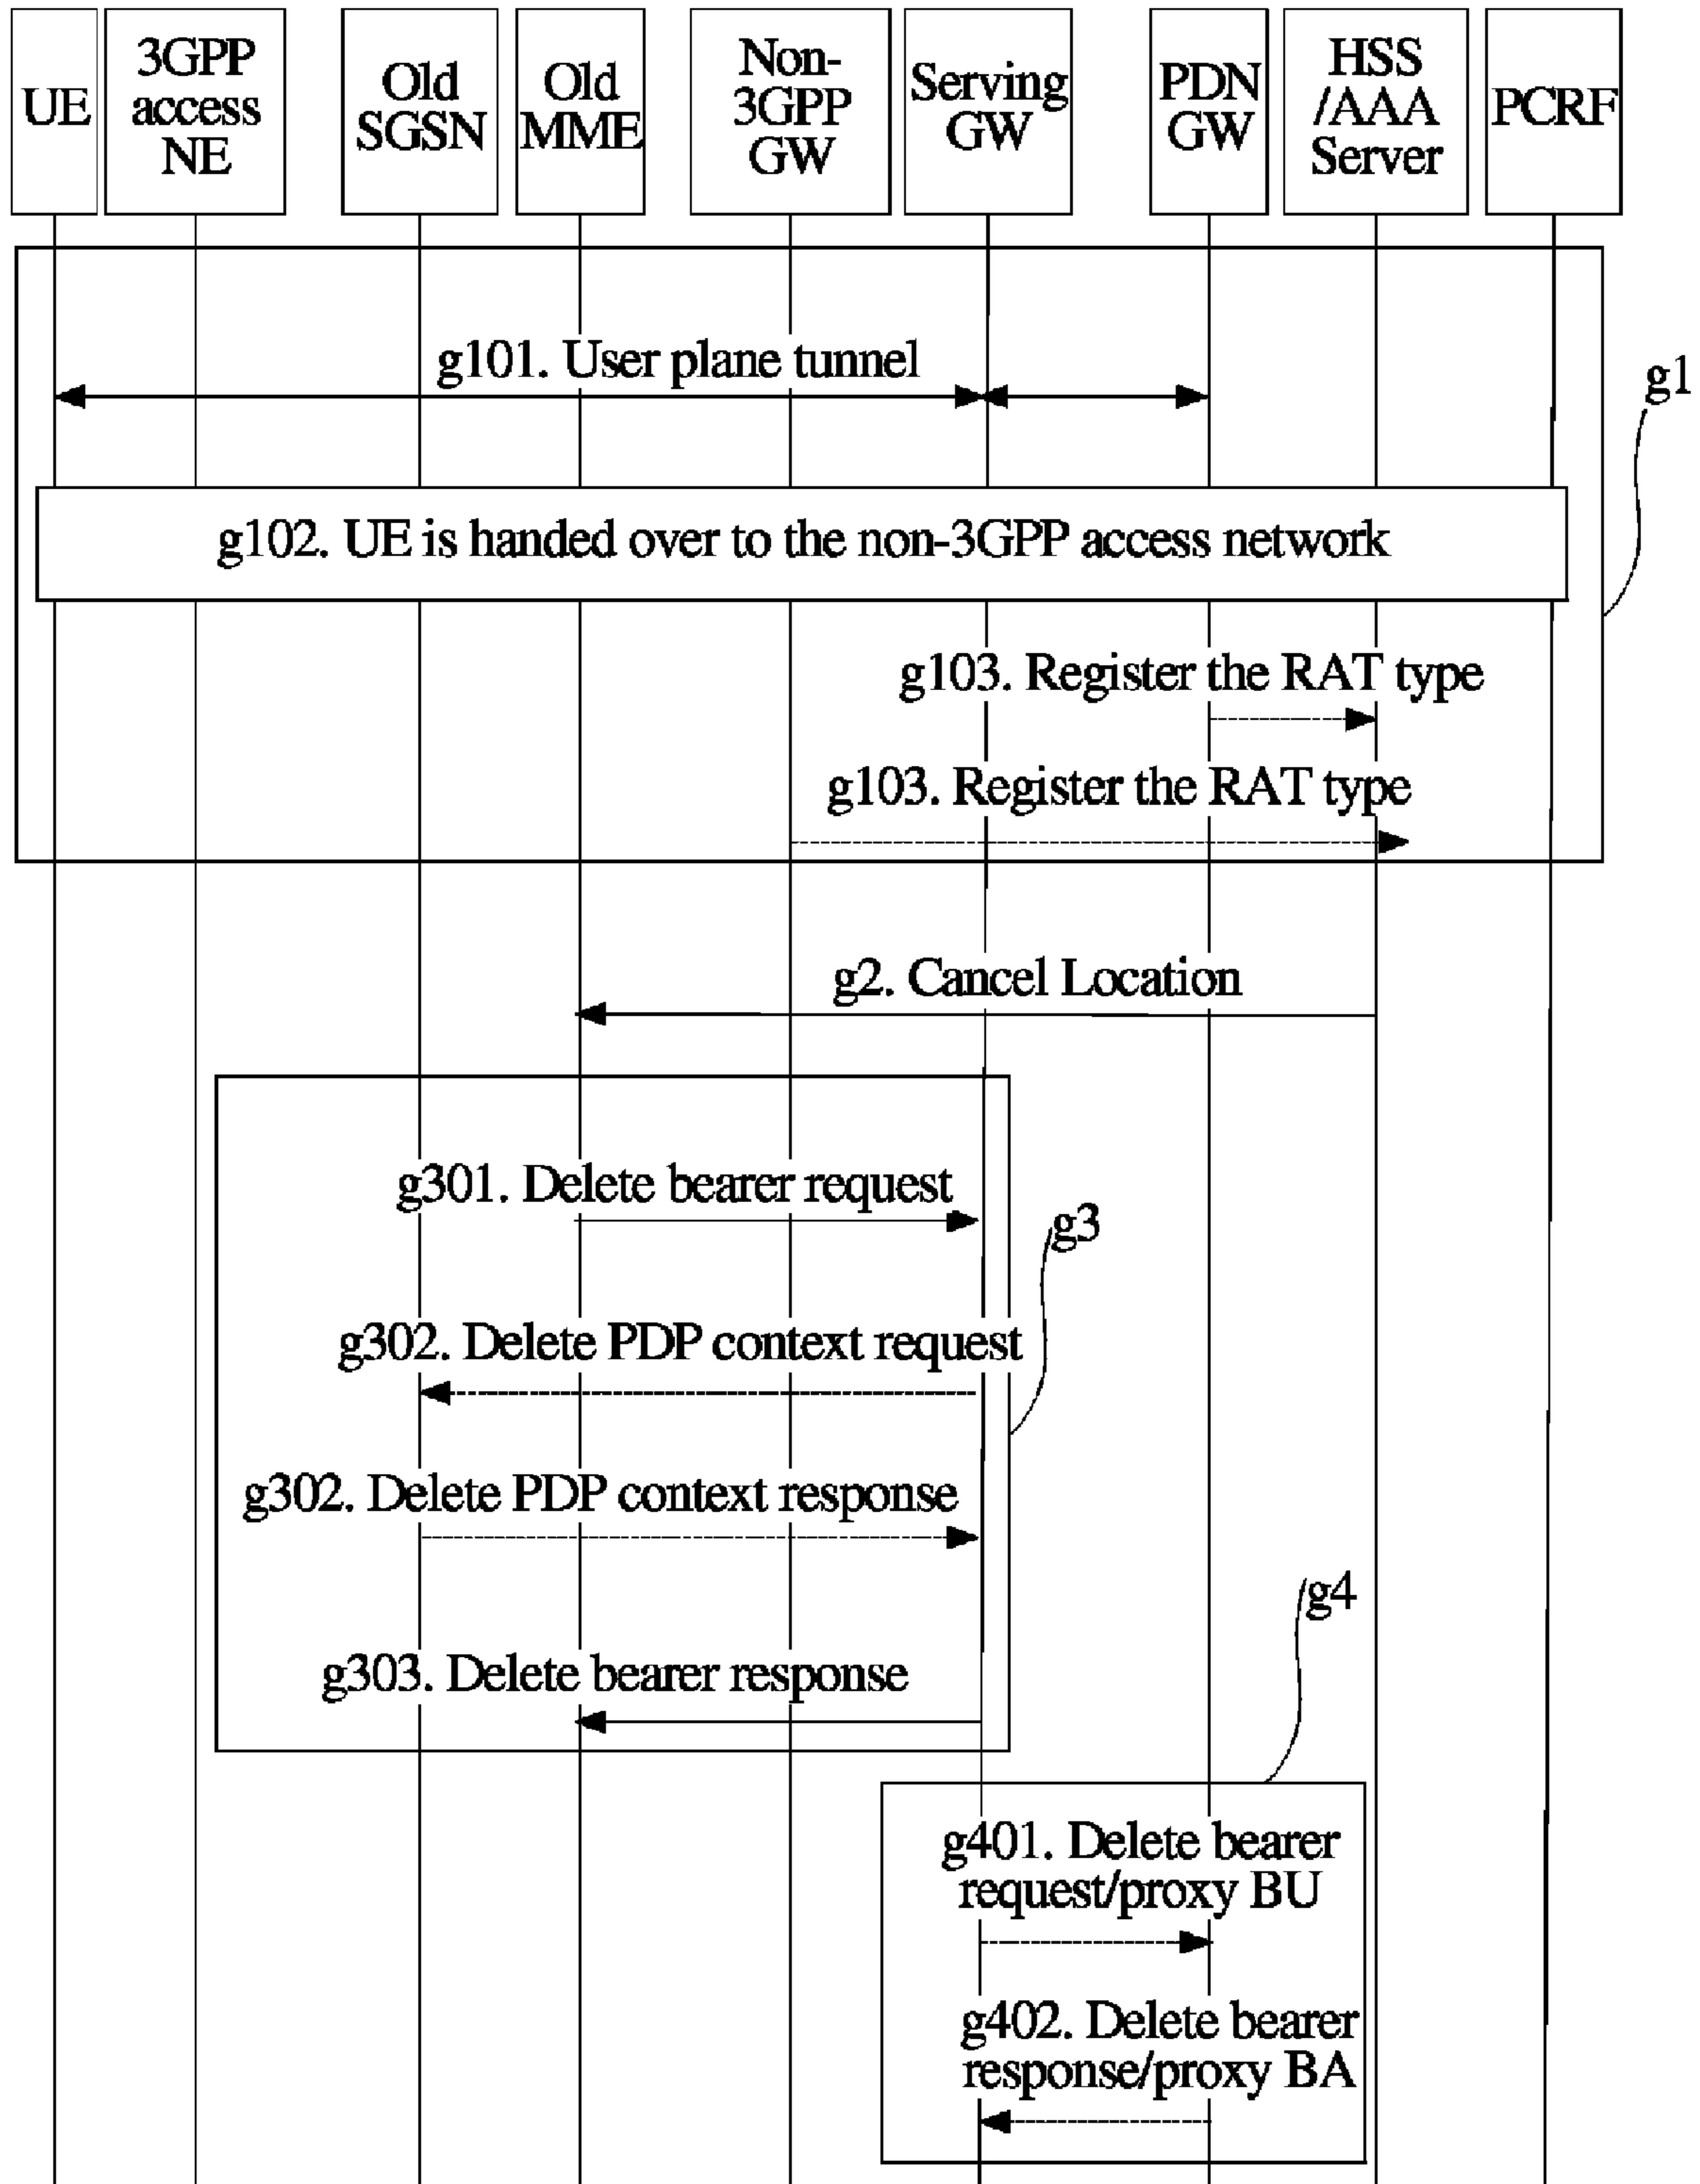 UE
3GPP
access
NE
Old
SGSN
Old
MME
Non-
3GPP
GW
Serving
GW
PDN
GW
HSS
/AAA
Server
PCRF
g101. User plane tunnel
g1
g102. UE is handed over to the non-3GPP access network
g103. Register the RAT type
g103. Register the RAT type
g2. Cancel Location
g301. Delete bearer request
g3
g302. Delete PDP context request
g302. Delete PDP context response
g4
g303. Delete bearer response
g401. Delete bearer
request/proxy BU
g402. Delete bearer
response/proxy BA